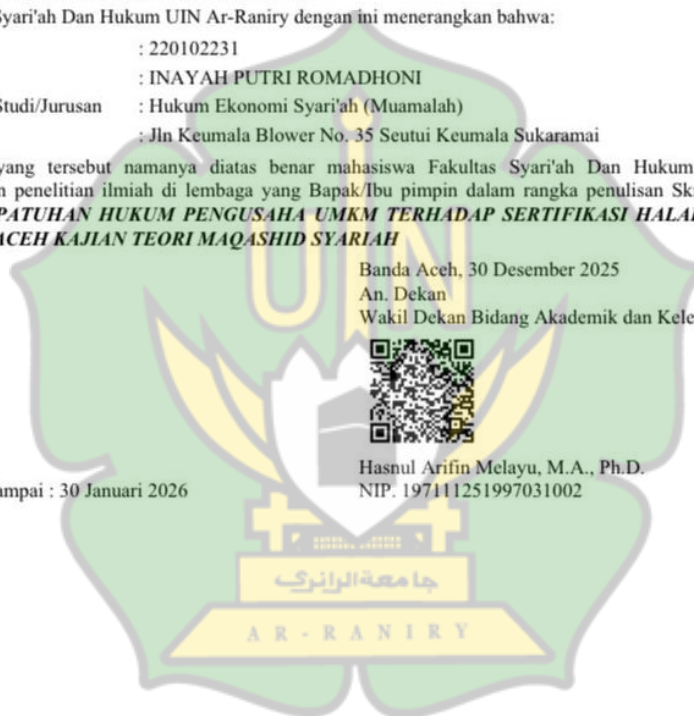 Syari'ah Dan Hukum UIN Ar-Raniry dengan ini menerangkan bahwa:
: 220102231
: INAYAH PUTRI ROMADHONI
Studi/Jurusan : Hukum Ekonomi Syari'ah (Muamalah)
: Jln Keumala Blower No. 35 Seutui Keumala Sukaramai
yang tersebut namanya diatas benar mahasiswa Fakultas Syari'ah Dan Hukum
n penelitian ilmiah di lembaga yang Bapak/Ibu pimpin dalam rangka penulisan Sk
PATUHAN HUKUM PENGUSAHA UMKM TERHADAP SERTIFIKASI HALA
ACEH KAJIAN TEORI MAQASHID SYARIAH
Banda Aceh, 30 Desember 2025
An. Dekan
Wakil Dekan Bidang Akademik dan Kele
UIN
Hasnul Arifin Melayu, M.A., Ph.D.
ampai : 30 Januari 2026 NIP. 197111251997031002
جامعة الرانري
AR-RANIRY